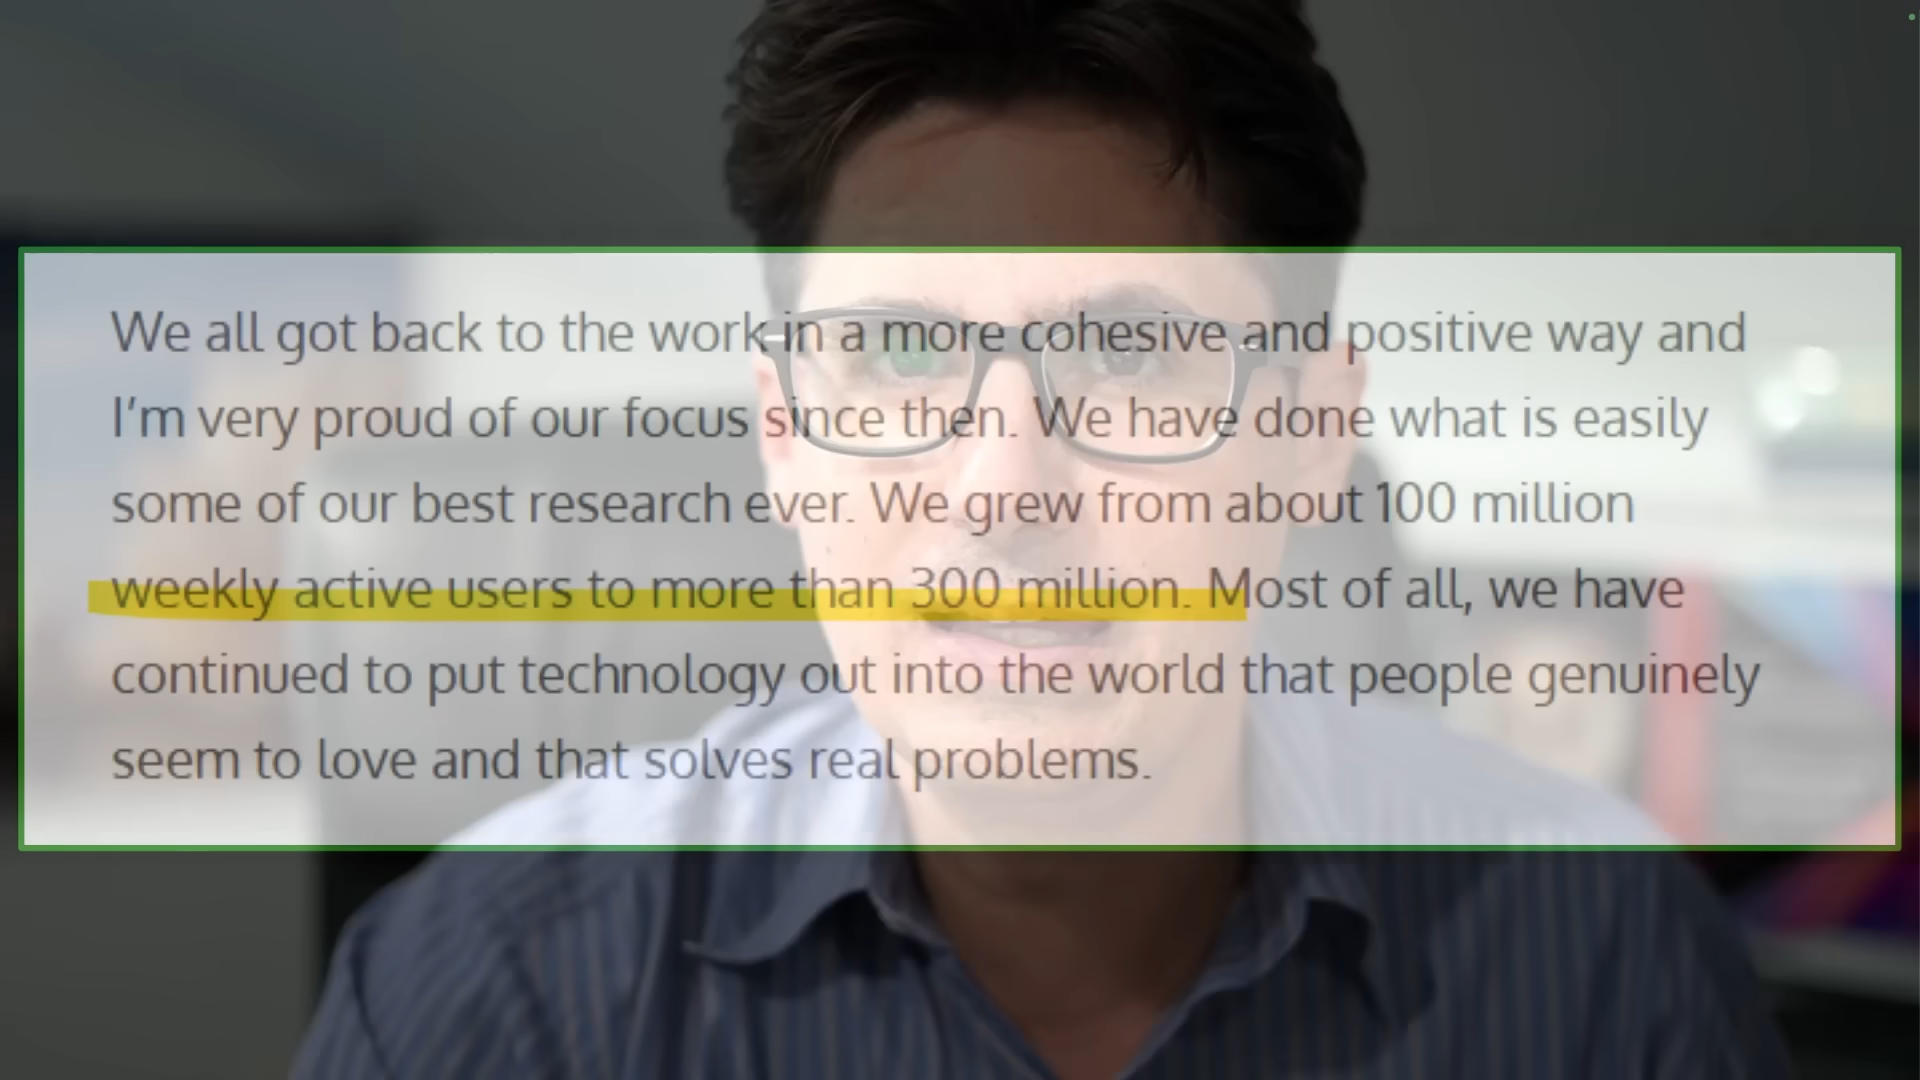 We all got back to the work in a more cohesive and positive way and
I'm very proud of our focus since then. We have done what is easily
some of our best research ever. We grew from about 100 million
weekly active users to more than 300 million. Most of all, we have
continued to put technology out into the world that people genuinely
seem to love and that solves real problems.